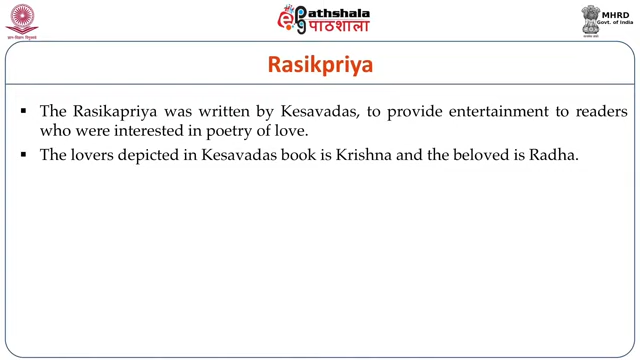 ePathshala
पाठशाला
MHRD
Govt. of India
Rasikpriya
▪ The Rasikapriya was written by Kesavadas, to provide entertainment to readers
who were interested in poetry of love.
▪ The lovers depicted in Kesavadas book is Krishna and the beloved is Radha.